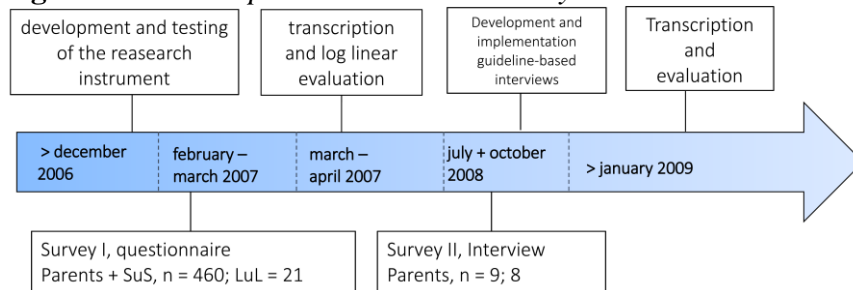 development and testing
of the reasearch
instrument
transcription
and log linear
evaluation
Development and
implementation
guideline-based
interviews
Transcription
and
evaluation
> december
2006
february –
march 2007
march –
april 2007
july + october
2008
> january 2009
Survey I, questionnaire
Parents + SuS, n = 460; LuL = 21
Survey II, Interview
Parents, n = 9; 8